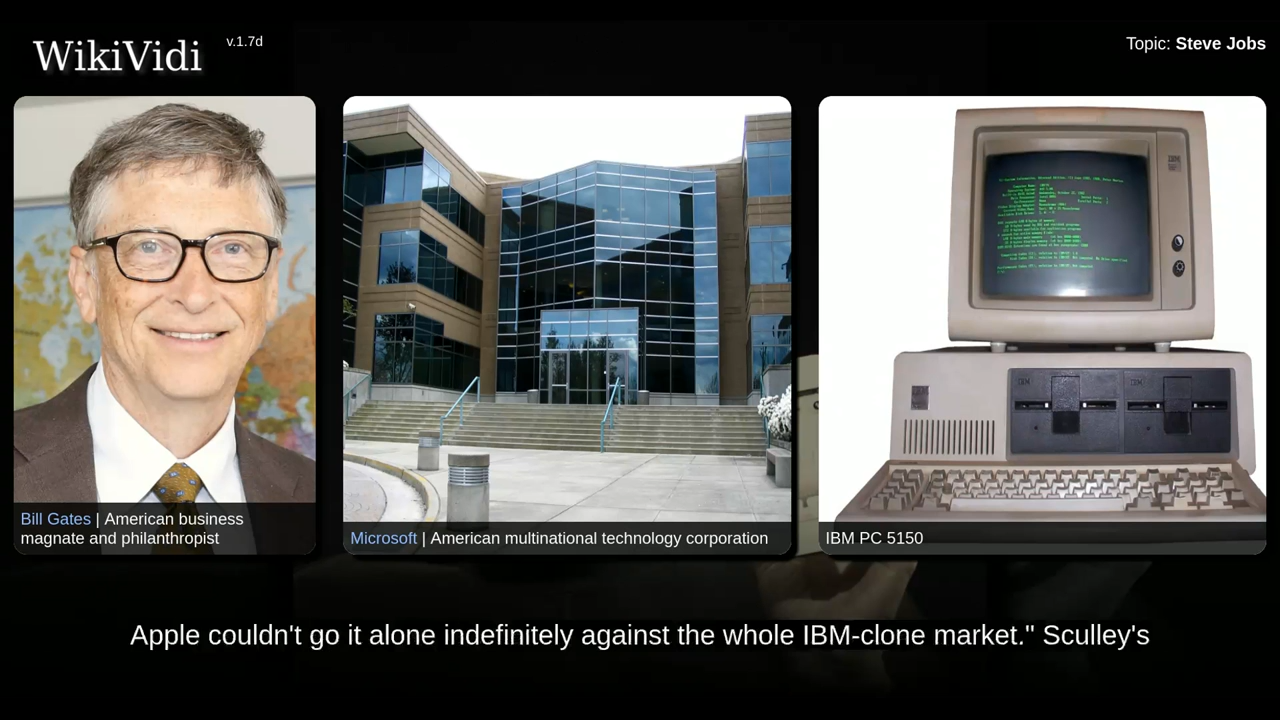 WikiVidi v.1.7d
Topic: Steve Jobs
Bill Gates | American business
magnate and philanthropist
Microsoft | American multinational technology corporation
IBM PC 5150
Apple couldn't go it alone indefinitely against the whole IBM-clone market." Sculley's